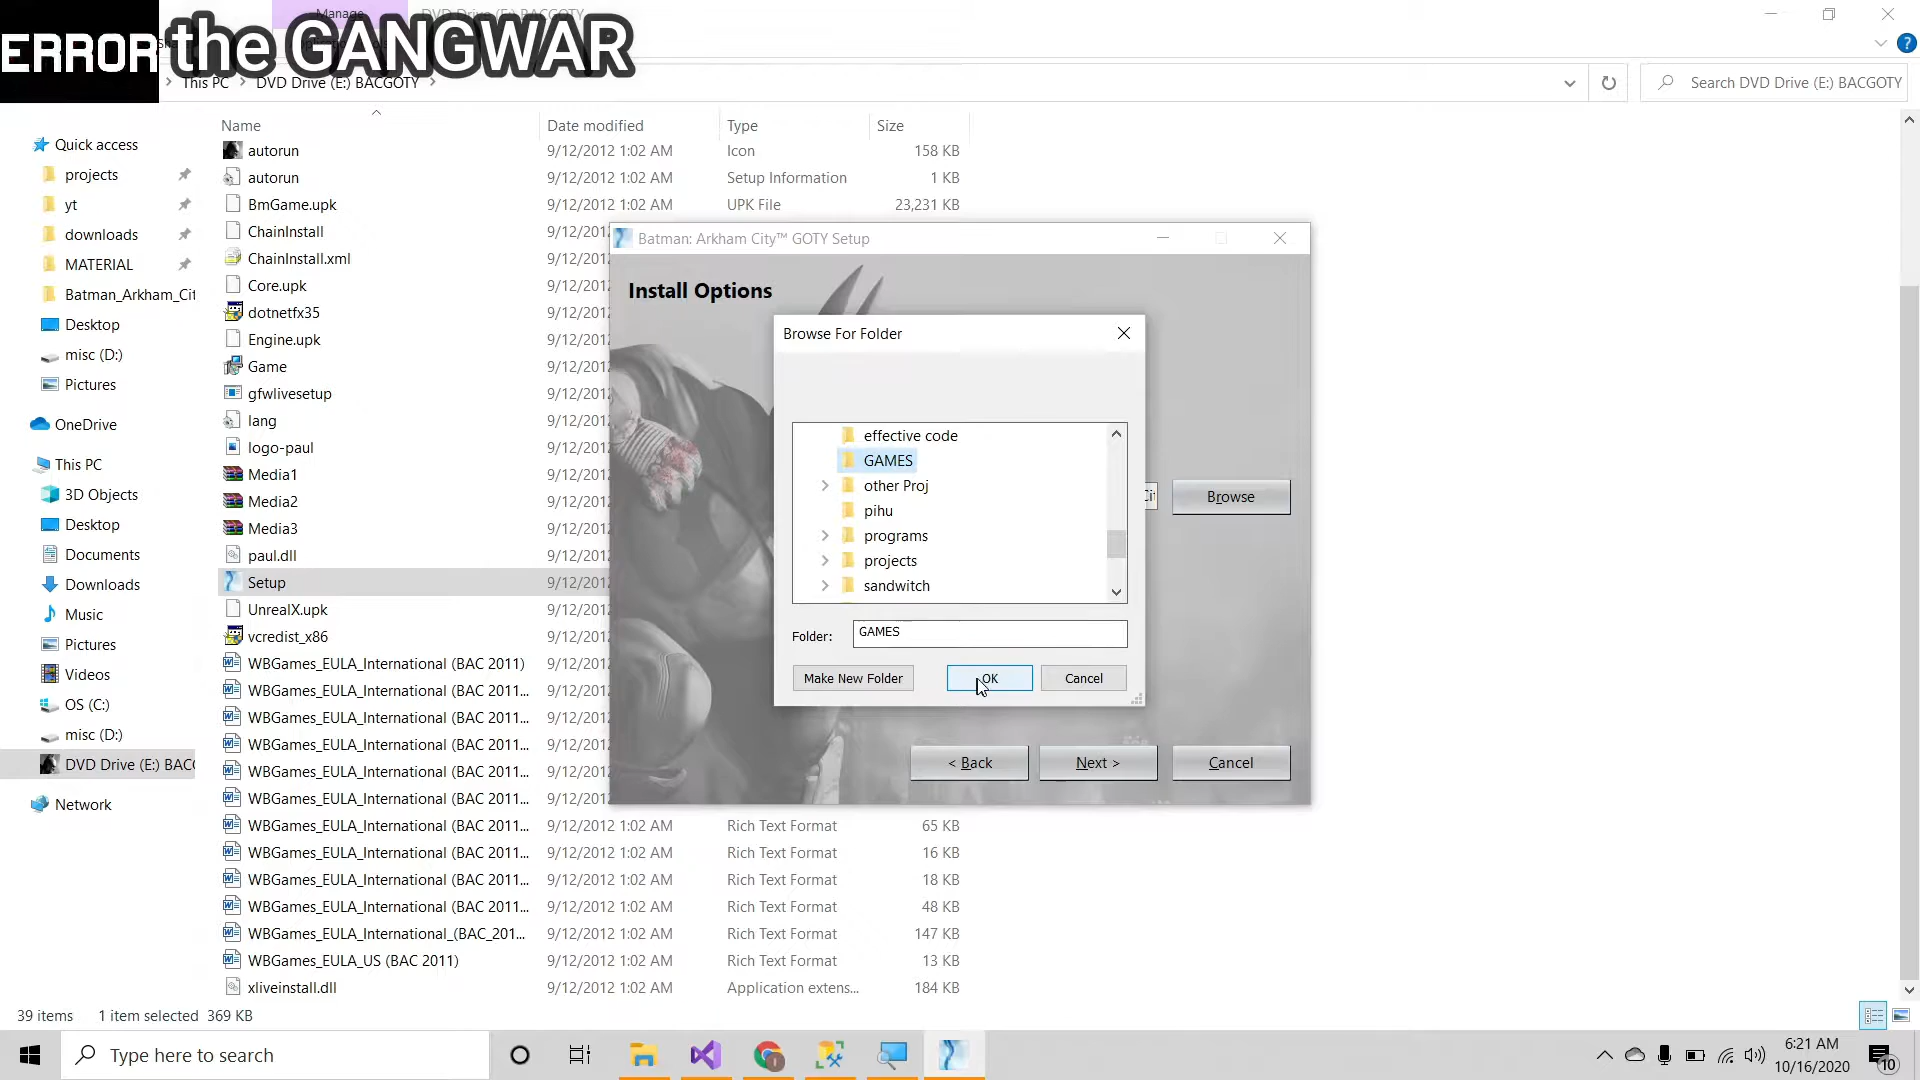 Manage
ERROR the GANGWAR
This PC > DVD Drive (E:) BACGOTY >
Search DVD Drive (E:) BACGOTY
Name
Date modified
Type
Size
Quick access
projects
yt
downloads
MATERIAL
Batman_Arkham_Cit
Desktop
misc (D:)
Pictures
OneDrive
This PC
3D Objects
Desktop
Documents
Downloads
Music
Pictures
Videos
OS (C:)
misc (D:)
DVD Drive (E:) BAC
Network
autorun 9/12/2012 1:02 AM Icon 158 KB
autorun 9/12/2012 1:02 AM Setup Information 1 KB
BmGame.upk 9/12/2012 1:02 AM UPK File 23,231 KB
ChainInstall 9/12/201
ChainInstall.xml 9/12/201
Core.upk 9/12/201
dotnetfx35 9/12/201
Engine.upk 9/12/201
Game 9/12/201
gfwlivesetup 9/12/201
lang 9/12/201
logo-paul 9/12/201
Media1 9/12/201
Media2 9/12/201
Media3 9/12/201
paul.dll 9/12/201
Setup 9/12/201
UnrealX.upk 9/12/201
vcredist_x86 9/12/201
WBGames_EULA_International (BAC 2011) 9/12/201
WBGames_EULA_International (BAC 2011... 9/12/201
WBGames_EULA_International (BAC 2011... 9/12/201
WBGames_EULA_International (BAC 2011... 9/12/201
WBGames_EULA_International (BAC 2011... 9/12/201
WBGames_EULA_International (BAC 2011... 9/12/201
WBGames_EULA_International (BAC 2011... 9/12/2012 1:02 AM Rich Text Format 65 KB
WBGames_EULA_International (BAC 2011... 9/12/2012 1:02 AM Rich Text Format 16 KB
WBGames_EULA_International (BAC 2011... 9/12/2012 1:02 AM Rich Text Format 18 KB
WBGames_EULA_International (BAC 2011... 9/12/2012 1:02 AM Rich Text Format 48 KB
WBGames_EULA_International_(BAC_201... 9/12/2012 1:02 AM Rich Text Format 147 KB
WBGames_EULA_US (BAC 2011) 9/12/2012 1:02 AM Rich Text Format 13 KB
xliveinstall.dll 9/12/2012 1:02 AM Application extens... 184 KB
Batman: Arkham City™ GOTY Setup
Install Options
Browse For Folder
effective code
GAMES
other Proj
pihu
programs
projects
sandwitch
Folder: GAMES
Make New Folder
OK
Cancel
Browse
< Back
Next >
Cancel
39 items 1 item selected 369 KB
Type here to search
6:21 AM
10/16/2020
10